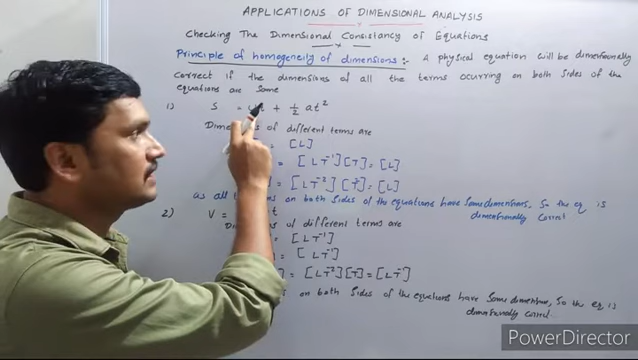 APPLICATIONS OF DIMENSIONAL ANALYSIS
Checking The Dimensional Consistancy of Equations
Principle of homogeneity of dimensions :- A physical equation will be dimensionally
correct if the dimensions of all the terms ocurring on both sides of the
equations are same
1) S = + 1/2 at²
of different terms are
= [L]
= [LT⁻¹][T] = [L]
= [LT⁻²][T²] = [L]
as all on both sides of the equations have same dimensions, So the eq is
dimensionally correct
2) V = t
of different terms are
= [LT⁻¹]
= [LT⁻¹]
= [LT⁻²][T] = [LT⁻¹]
on both sides of the equations have same dimension, So the eq is
dimensionally correct.
PowerDirector